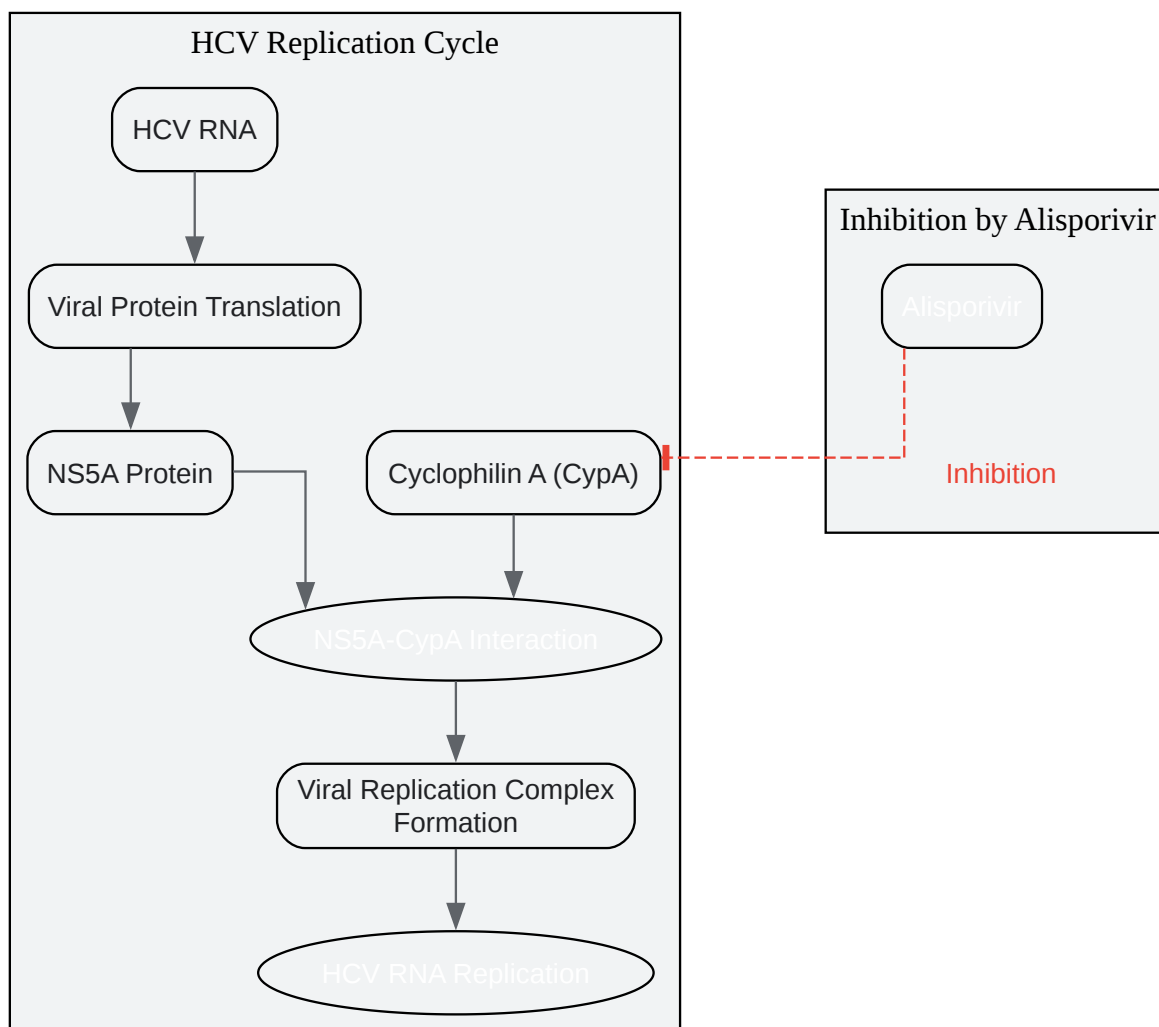 HCV Replication Cycle
HCV RNA
Viral Protein Translation
NS5A Protein
Cyclophilin A (CypA)
NS5A-CypA Interaction
Viral Replication Complex
Formation
HCV RNA Replication
Inhibition by Alisporivir
Alisporivir
Inhibition